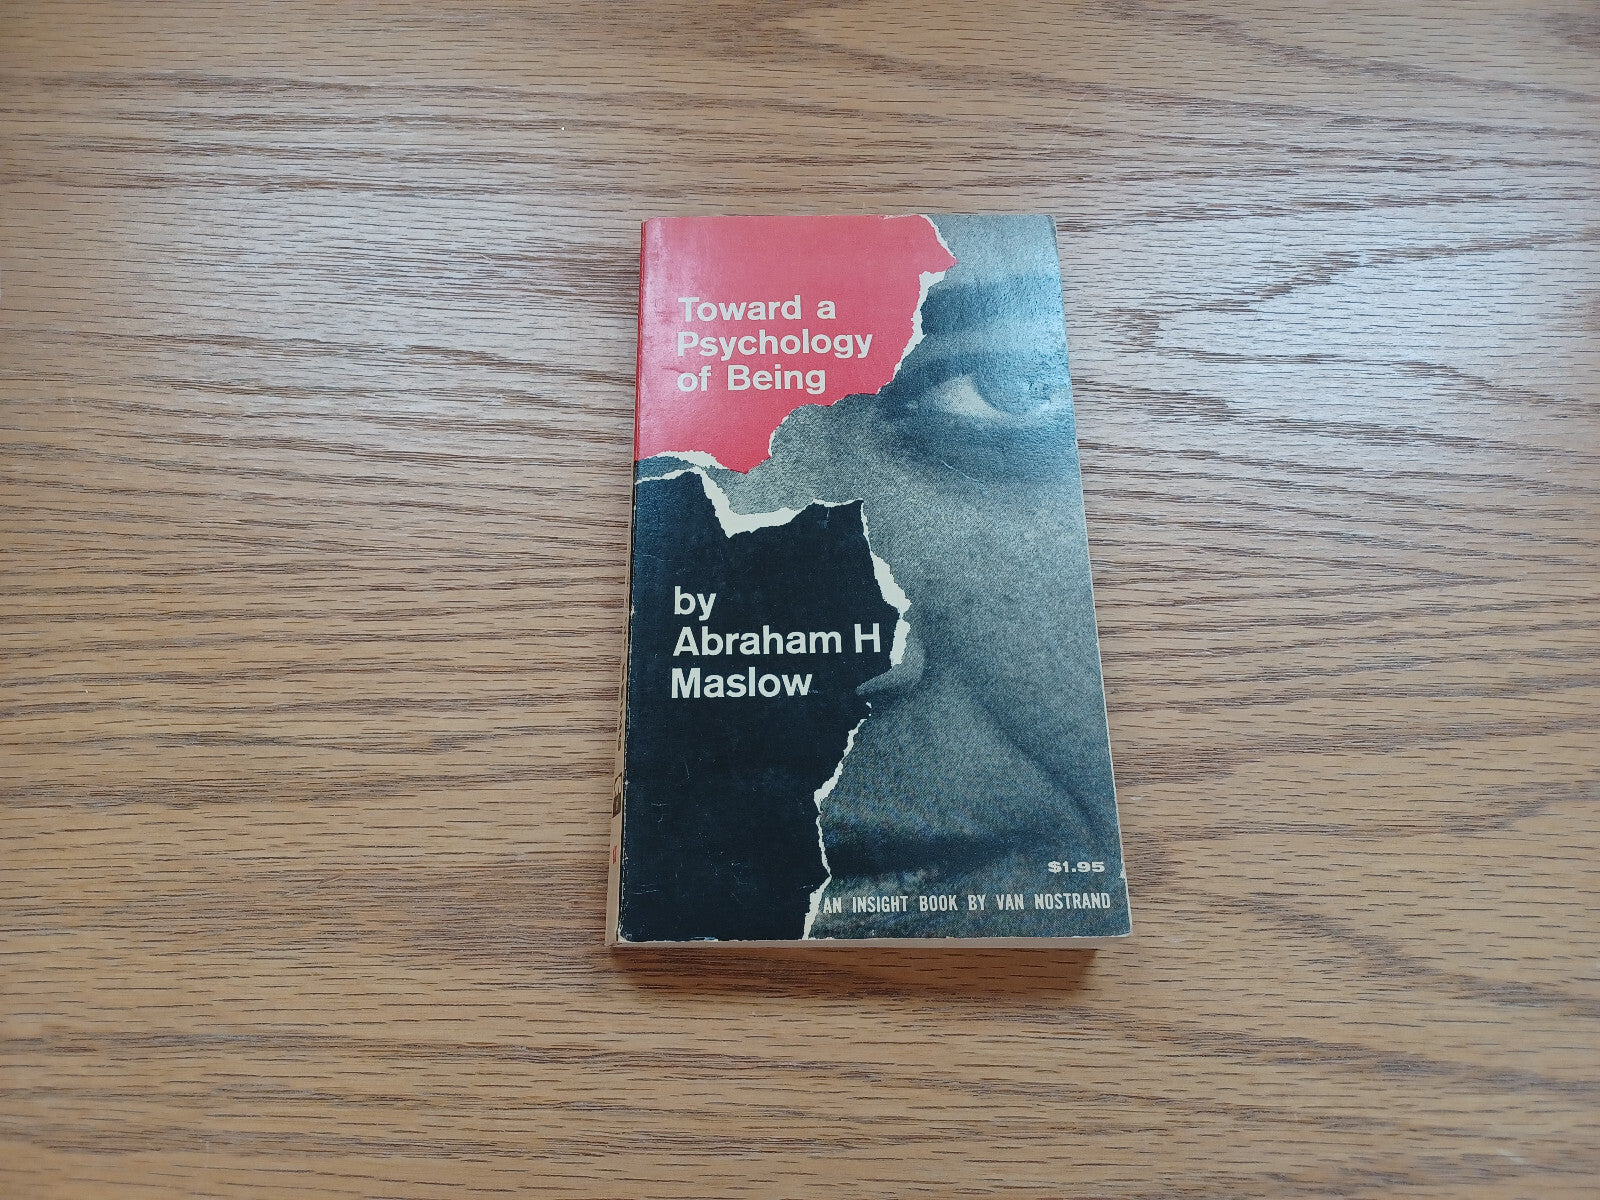 Toward a
Psychology
of Being
by
Abraham H
Maslow
$1.95
AN INSIGHT BOOK BY VAN NOSTRAND